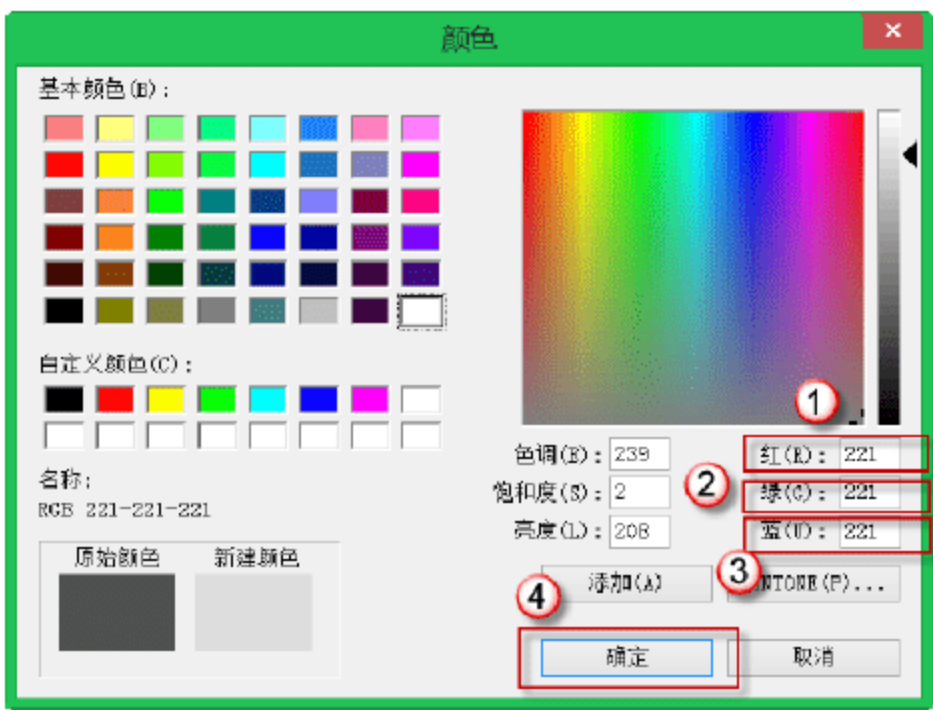 颜色
基本颜色(B):
自定义颜色(C):
名称:
RGB 221-221-221
原始颜色 新建颜色
色调(E): 239
饱和度(S): 2
亮度(L): 208
红(R): 221
绿(G): 221
蓝(U): 221
1
2
3
4
添加(A)
NTONE(P)...
确定
取消